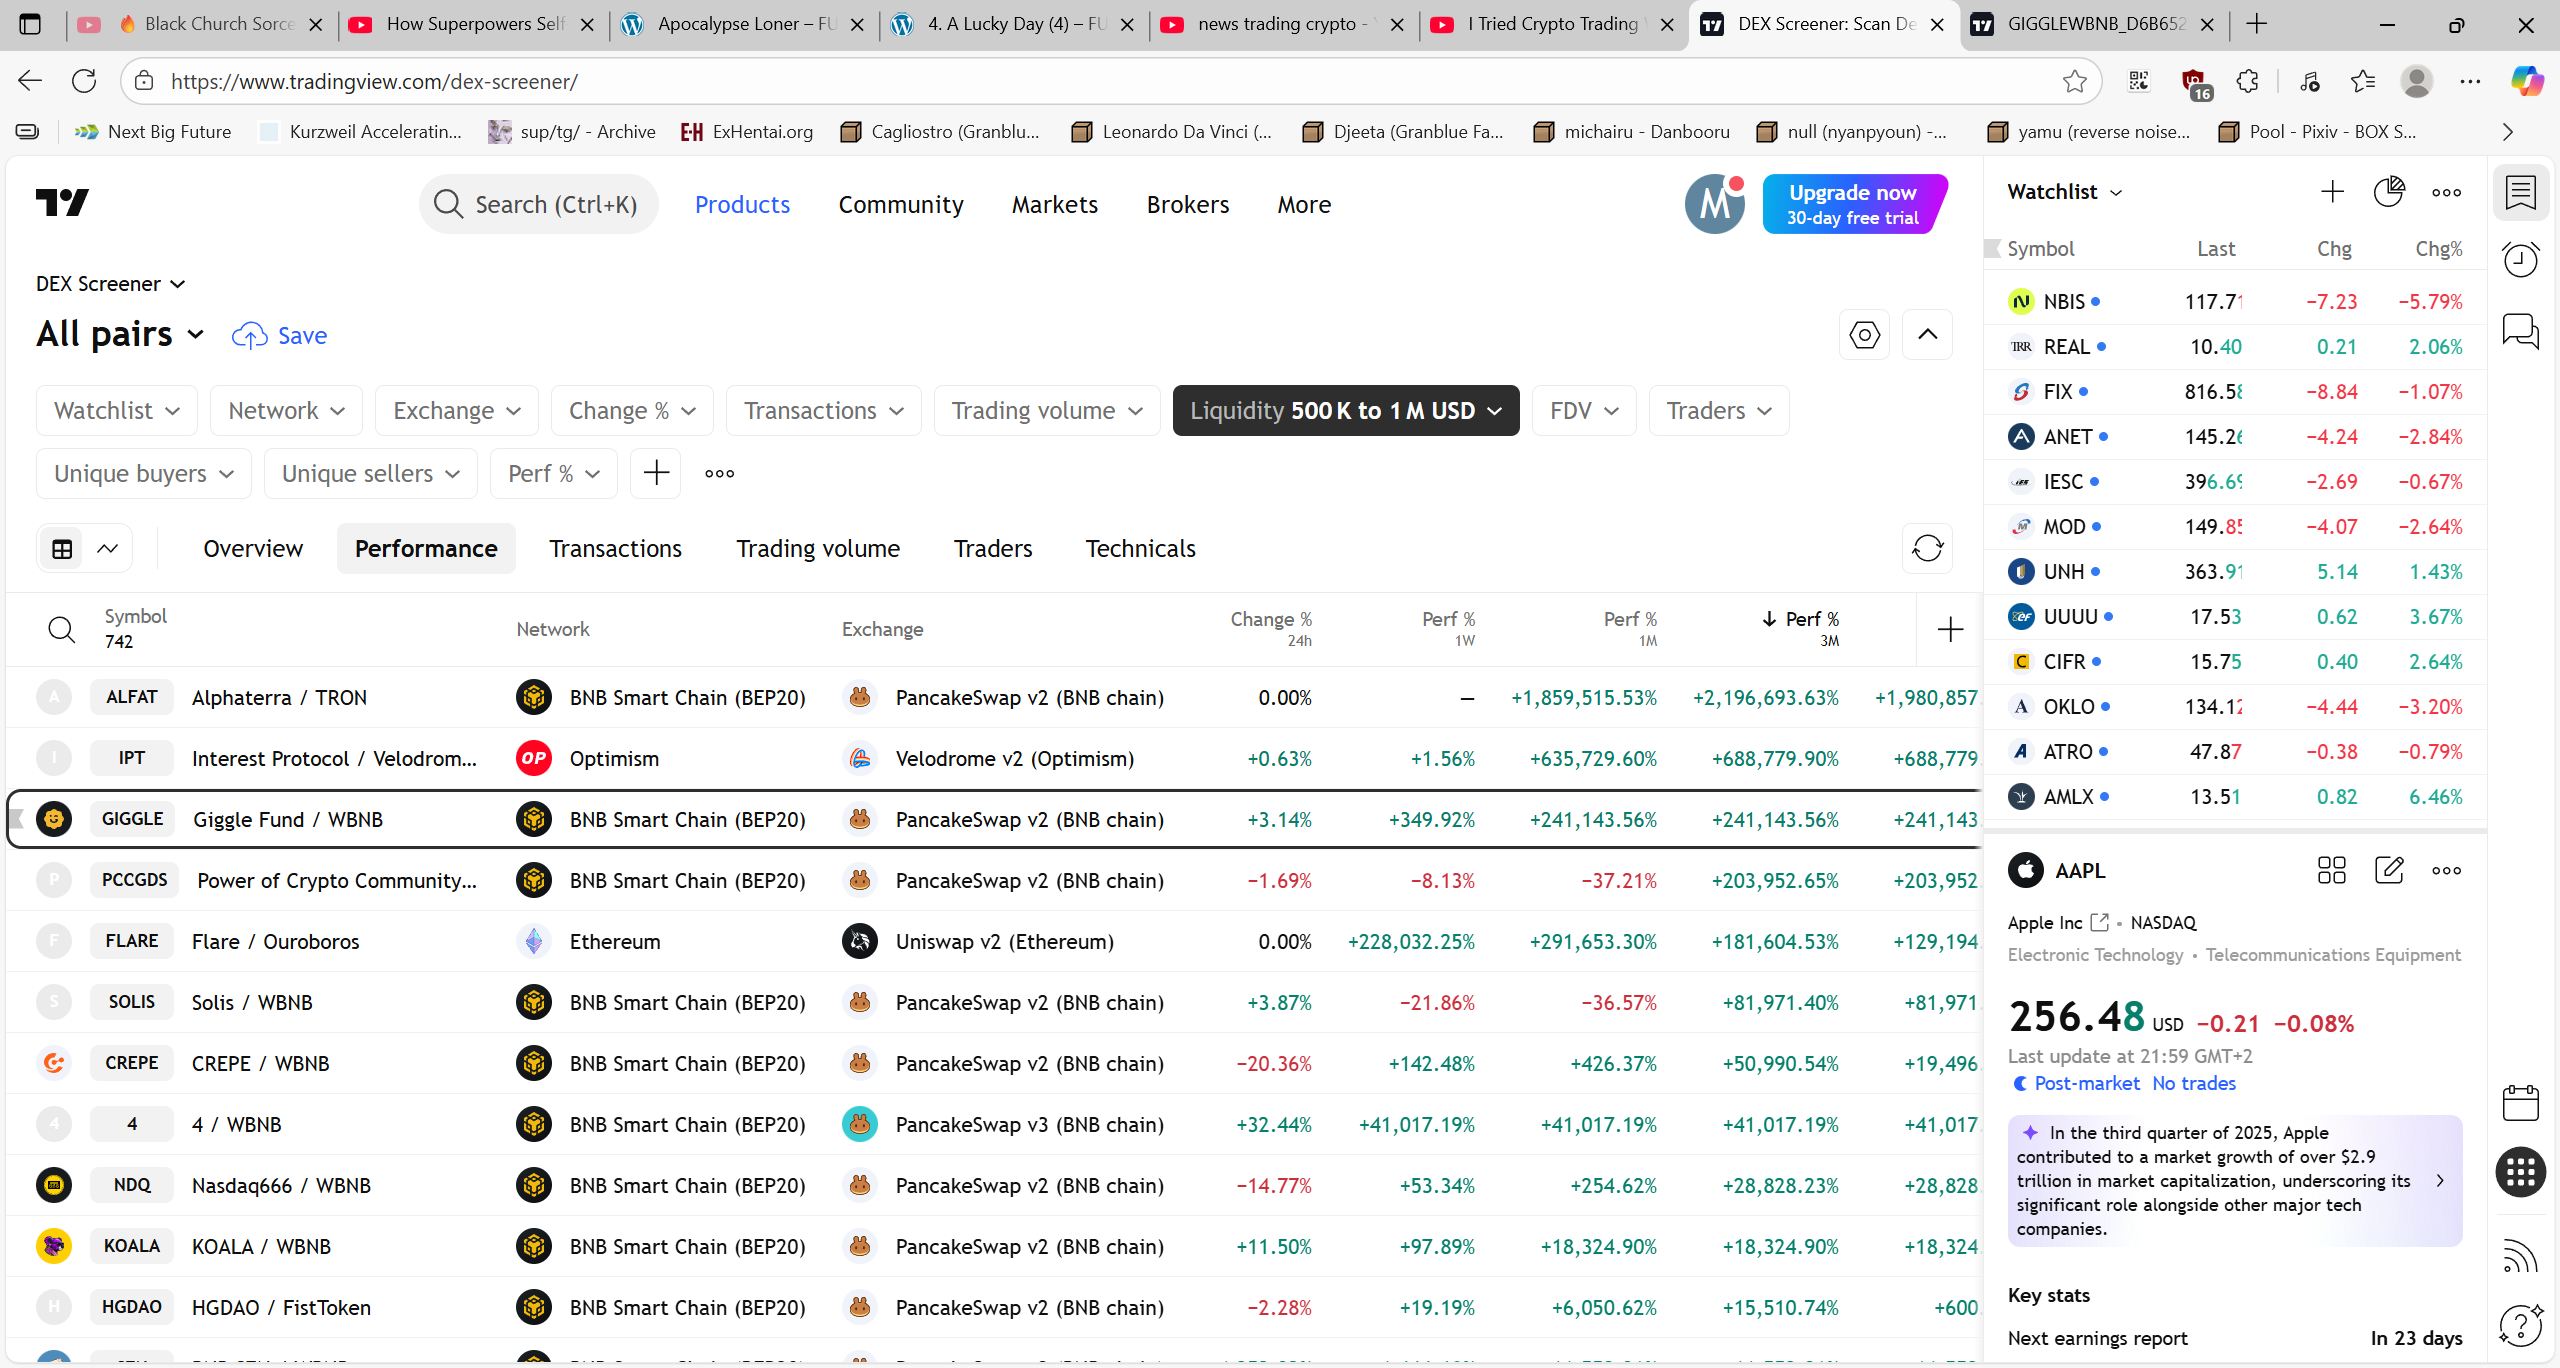 Black Church Sorce
How Superpowers Self
Apocalypse Loner – FU
4. A Lucky Day (4) – FU
news trading crypto - Y
I Tried Crypto Trading
DEX Screener: Scan De
GIGGLEWBNB_D6B652
https://www.tradingview.com/dex-screener/
16
Next Big Future
Kurzweil Acceleratin...
sup/tg/ - Archive
ExHentai.org
Cagliostro (Granblu...
Leonardo Da Vinci (...
Djeeta (Granblue Fa...
michairu - Danbooru
null (nyanpyoun) -...
yamu (reverse noise...
Pool - Pixiv - BOX S...
Search (Ctrl+K)
Products
Community
Markets
Brokers
More
M
Upgrade now
30-day free trial
DEX Screener
All pairs
Save
Watchlist
Network
Exchange
Change %
Transactions
Trading volume
Liquidity 500 K to 1 M USD
FDV
Traders
Unique buyers
Unique sellers
Perf %
Overview
Performance
Transactions
Trading volume
Traders
Technicals
Symbol
742
Network
Exchange
Change %
24h
Perf %
1W
Perf %
1M
Perf %
3M
A ALFAT Alphaterra / TRON BNB Smart Chain (BEP20) PancakeSwap v2 (BNB chain) 0.00% — +1,859,515.53% +2,196,693.63% +1,980,857.
I IPT Interest Protocol / Velodrom... OP Optimism Velodrome v2 (Optimism) +0.63% +1.56% +635,729.60% +688,779.90% +688,779.
GIGGLE Giggle Fund / WBNB BNB Smart Chain (BEP20) PancakeSwap v2 (BNB chain) +3.14% +349.92% +241,143.56% +241,143.56% +241,143.
P PCCGDS Power of Crypto Community... BNB Smart Chain (BEP20) PancakeSwap v2 (BNB chain) −1.69% −8.13% −37.21% +203,952.65% +203,952.
F FLARE Flare / Ouroboros Ethereum Uniswap v2 (Ethereum) 0.00% +228,032.25% +291,653.30% +181,604.53% +129,194.
S SOLIS Solis / WBNB BNB Smart Chain (BEP20) PancakeSwap v2 (BNB chain) +3.87% −21.86% −36.57% +81,971.40% +81,971.
CREPE CREPE / WBNB BNB Smart Chain (BEP20) PancakeSwap v2 (BNB chain) −20.36% +142.48% +426.37% +50,990.54% +19,496.
4 4 4 / WBNB BNB Smart Chain (BEP20) PancakeSwap v3 (BNB chain) +32.44% +41,017.19% +41,017.19% +41,017.19% +41,017.
NDQ Nasdaq666 / WBNB BNB Smart Chain (BEP20) PancakeSwap v2 (BNB chain) −14.77% +53.34% +254.62% +28,828.23% +28,828.
KOALA KOALA / WBNB BNB Smart Chain (BEP20) PancakeSwap v2 (BNB chain) +11.50% +97.89% +18,324.90% +18,324.90% +18,324.
H HGDAO HGDAO / FistToken BNB Smart Chain (BEP20) PancakeSwap v2 (BNB chain) −2.28% +19.19% +6,050.62% +15,510.74% +600.
Watchlist
Symbol Last Chg Chg%
NBIS 117.71 −7.23 −5.79%
REAL 10.40 0.21 2.06%
FIX 816.58 −8.84 −1.07%
ANET 145.26 −4.24 −2.84%
IESC 396.69 −2.69 −0.67%
MOD 149.85 −4.07 −2.64%
UNH 363.91 5.14 1.43%
UUUU 17.53 0.62 3.67%
CIFR 15.75 0.40 2.64%
OKLO 134.12 −4.44 −3.20%
ATRO 47.87 −0.38 −0.79%
AMLX 13.51 0.82 6.46%
AAPL
Apple Inc • NASDAQ
Electronic Technology • Telecommunications Equipment
256.48 USD −0.21 −0.08%
Last update at 21:59 GMT+2
Post-market No trades
In the third quarter of 2025, Apple
contributed to a market growth of over $2.9
trillion in market capitalization, underscoring its
significant role alongside other major tech
companies.
Key stats
Next earnings report In 23 days